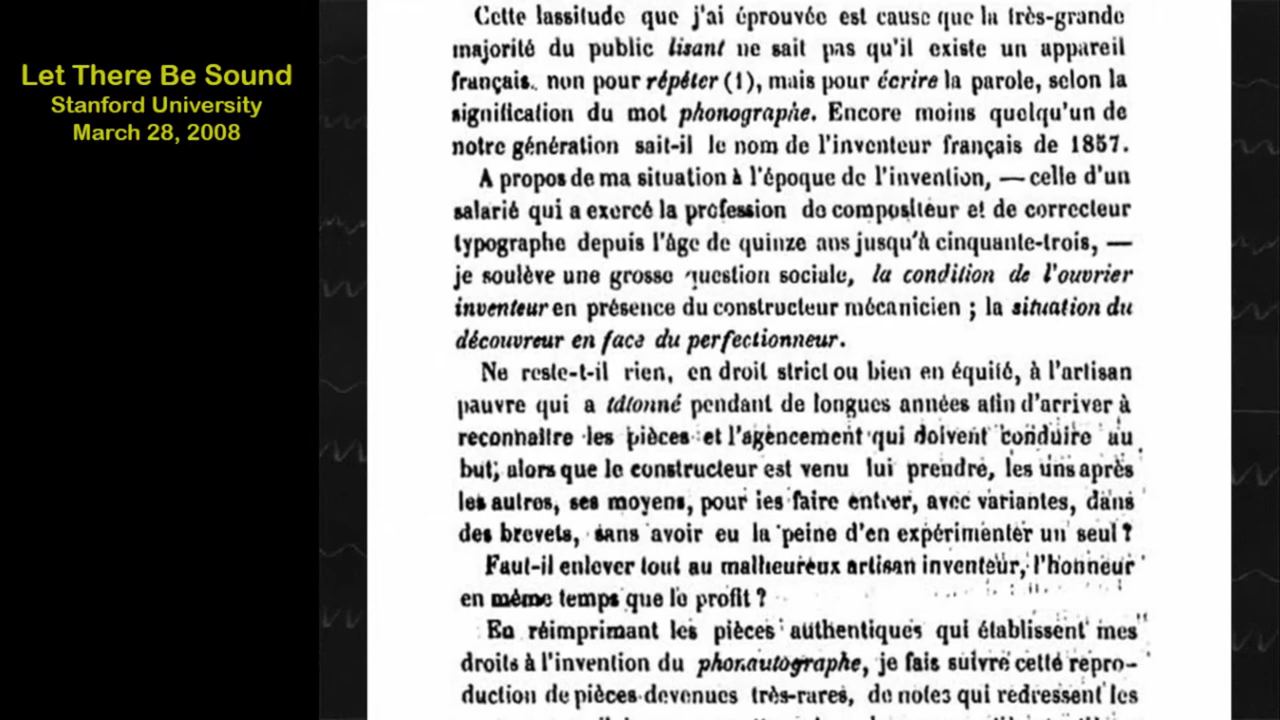 Let There Be Sound
Stanford University
March 28, 2008
Cette lassitude que j'ai éprouvée est cause que la très-grande
majorité du public lisant ne sait pas qu'il existe un appareil
français. non pour répéter (1), mais pour écrire la parole, selon la
signification du mot phonographe. Encore moins quelqu'un de
notre génération sait-il le nom de l'inventeur français de 1857.
A propos de ma situation à l'époque de l'invention, — celle d'un
salarié qui a exercé la profession de compositeur et de correcteur
typographe depuis l'âge de quinze ans jusqu'à cinquante-trois, —
je soulève une grosse question sociale, la condition de l'ouvrier
inventeur en présence du constructeur mécanicien ; la situation du
découvreur en face du perfectionneur.
Ne reste-t-il rien, en droit strict ou bien en équité, à l'artisan
pauvre qui a tâtonné pendant de longues années afin d'arriver à
reconnaître les pièces et l'agencement qui doivent conduire au
but, alors que le constructeur est venu lui prendre, les uns après
les autres, ses moyens, pour les faire entrer, avec variantes, dans
des brevets, sans avoir eu la peine d'en expérimenter un seul ?
Faut-il enlever tout au malheureux artisan inventeur, l'honneur
en même temps que le profit ?
En réimprimant les pièces authentiques qui établissent mes
droits à l'invention du phonautographe, je fais suivre cette repro-
duction de pièces devenues très-rares, de notes qui redressent les